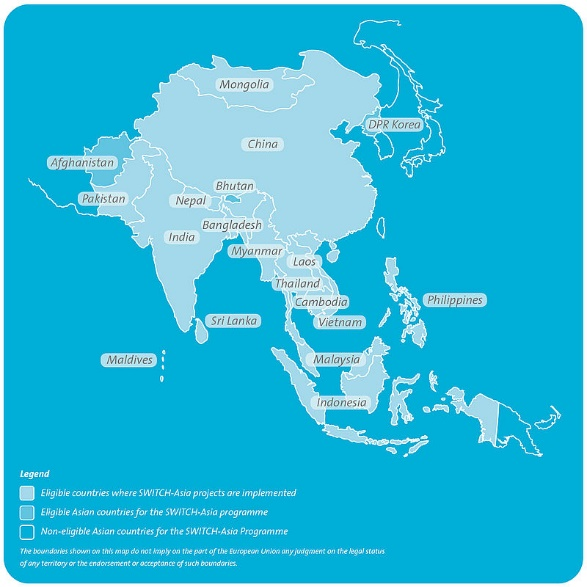 Mongolia
DPR Korea
China
Afghanistan
Bhutan
Pakistan
Nepal
Bangladesh
India
Myanmar
Laos
Thailand
Cambodia
Philippines
Sri Lanka
Vietnam
Maldives
Malaysia
Indonesia
Legend
Eligible countries where SWITCH-Asia projects are implemented
Eligible Asian countries for the SWITCH-Asia programme
Non-eligible Asian countries for the SWITCH-Asia Programme
The boundaries shown on this map do not imply on the part of the European Union any judgment on the legal status
of any territory or the endorsement or acceptance of such boundaries.